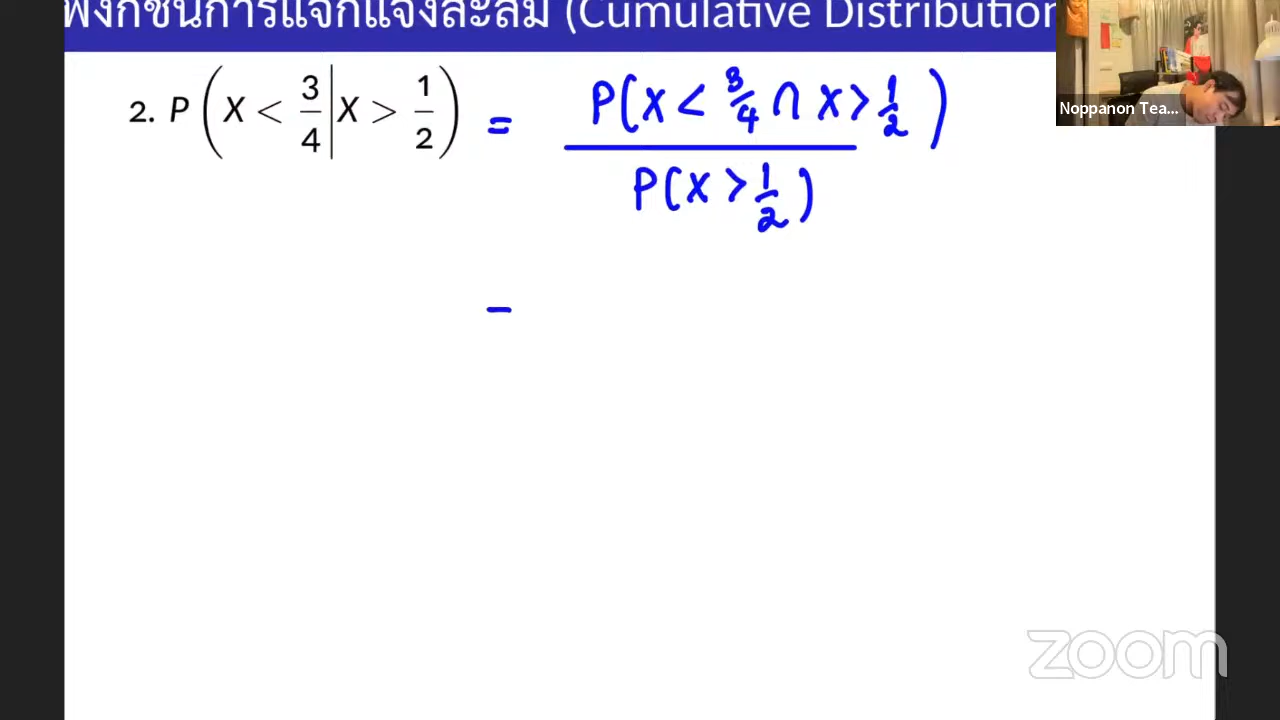 ฟังก์ชันการแจกแจงสะสม (Cumulative Distribution
2. P(X < 3/4 | X > 1/2) = P(X < 3/4 ∩ X > 1/2) / P(X > 1/2)
=
Noppanon Tea...
zoom